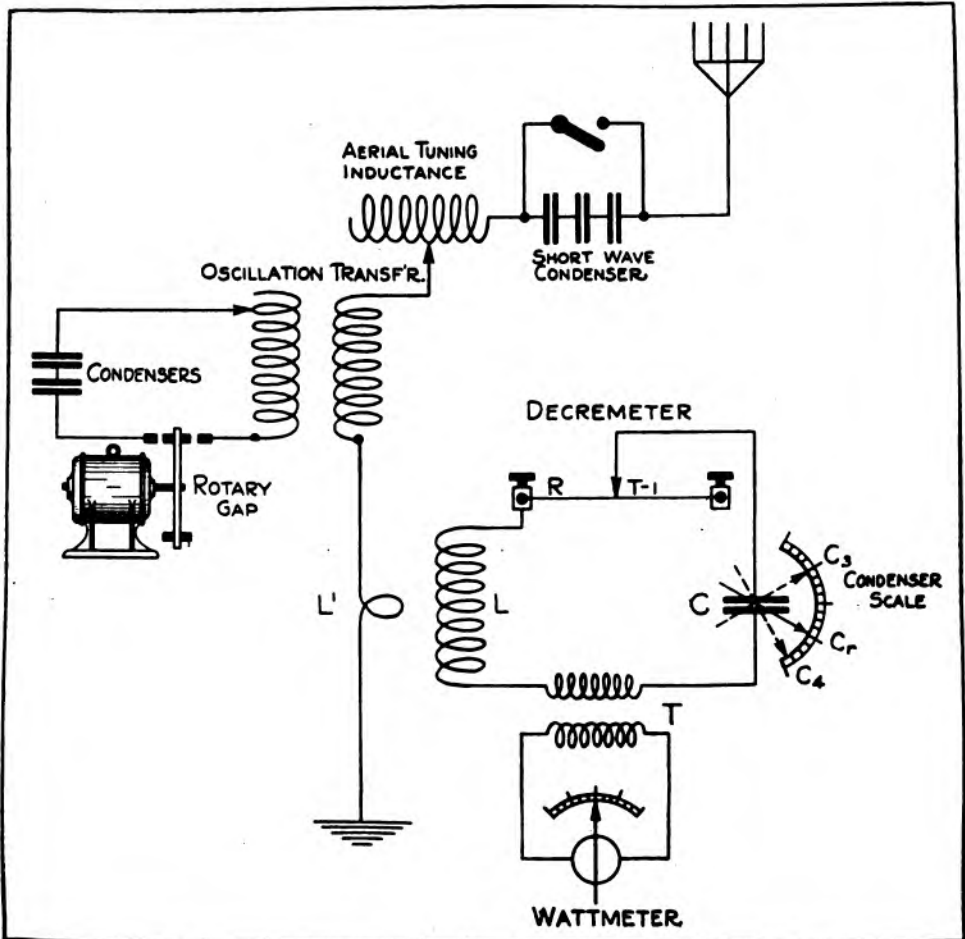 AERIAL TUNING
INDUCTANCE
SHORT WAVE
CONDENSER
OSCILLATION TRANSF'R.
CONDENSERS
ROTARY
GAP
DECREMETER
R
T-1
L'
L
C
C3
CONDENSER
SCALE
Cr
C4
T
WATTMETER